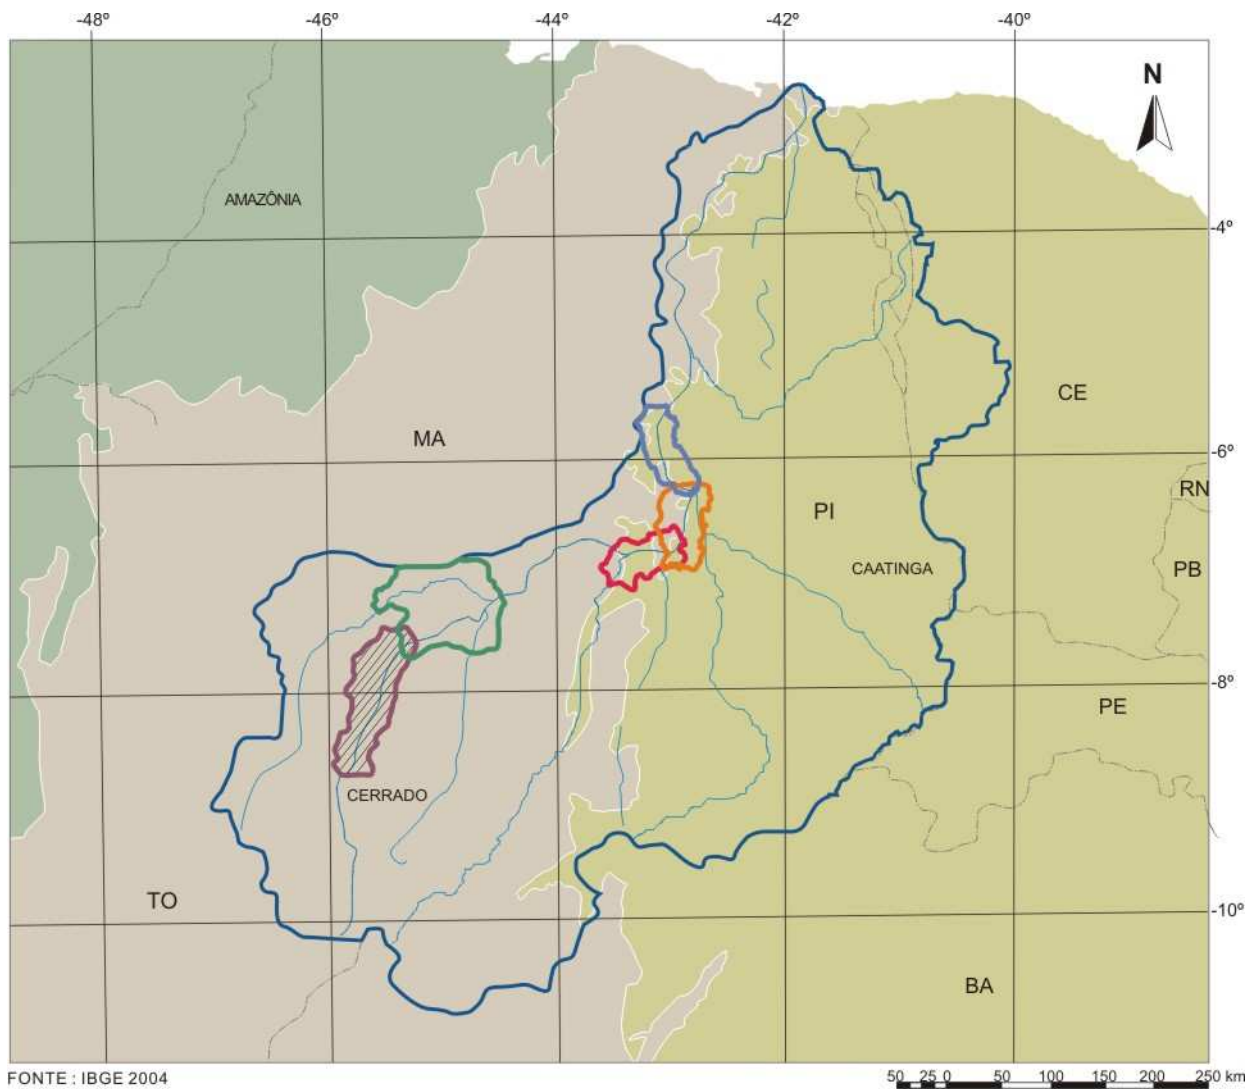 -48º -46º -44º -42º -40º
N
AMAZÔNIA
-4º
CE
MA
-6º
RN
PI
PB
CAATINGA
-8º
PE
CERRADO
TO
-10º
BA
FONTE : IBGE 2004
50 25 0 50 100 150 200 250 km